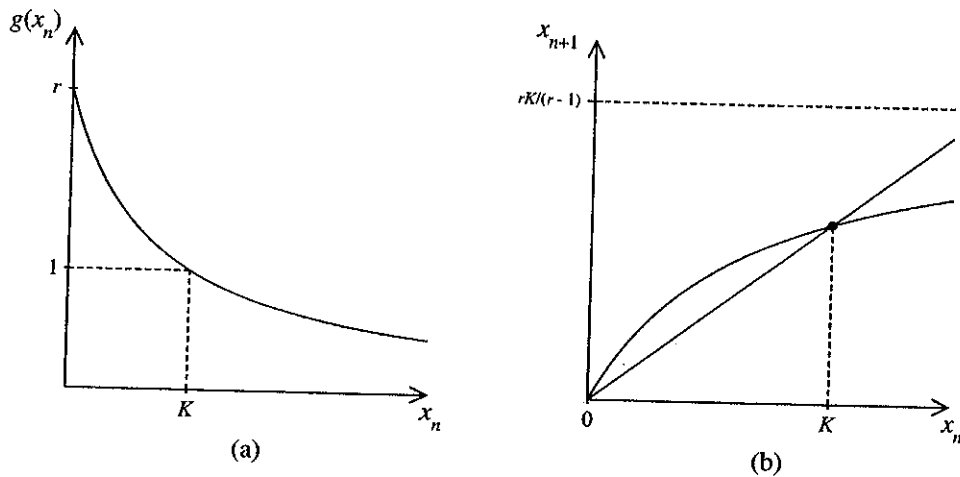 g(x_n)
r
1
K
x_n
(a)
x_{n+1}
rK/(r - 1)
0
K
x_n
(b)